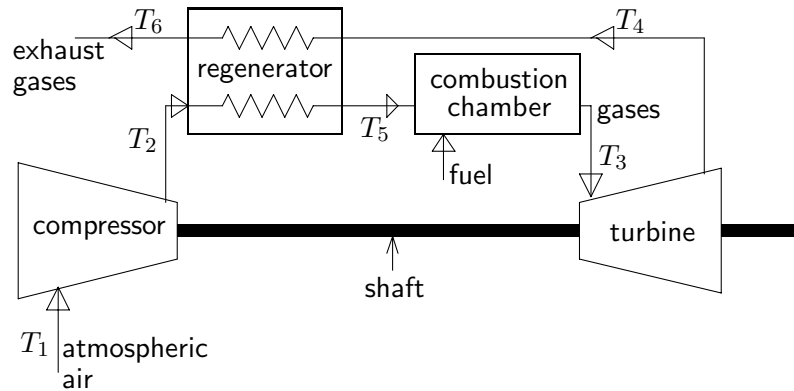 T6
T4
exhaust
gases
regenerator
combustion
chamber
T2
T5
gases
T3
fuel
compressor
turbine
shaft
T1
atmospheric
air